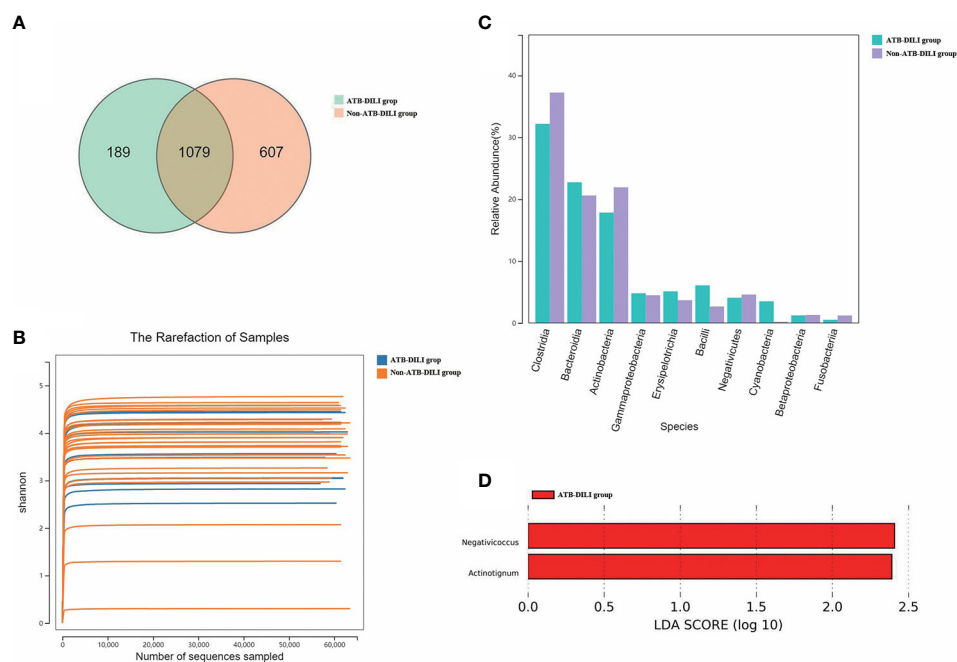 A
189
1079
607
ATB-DILI grop
Non-ATB-DILI group
B
The Rarefaction of Samples
ATB-DILI grop
Non-ATB-DILI group
shannon
5
4
3
2
1
0
0
10,000
20,000
30,000
40,000
50,000
60,000
Number of sequences sampled
C
ATB-DILI group
Non-ATB-DILI group
Relative Abundance(%)
40
30
20
10
0
Clostridia
Bacteroidia
Actinobacteria
Gammaproteobacteria
Erysipelotrichia
Bacilli
Negativicutes
Cyanobacteria
Betaproteobacteria
Fusobacteriia
Species
D
ATB-DILI group
Negativicoccus
Actinotignum
0.0
0.5
1.0
1.5
2.0
2.5
LDA SCORE (log 10)